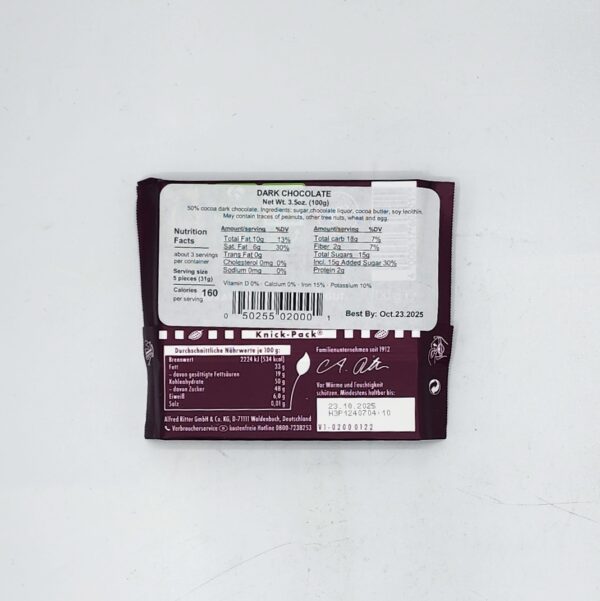 DARK CHOCOLATE
Net Wt. 3.5oz. (100g)
50% cocoa dark chocolate. Ingredients: sugar, chocolate liquor, cocoa butter, soy lecithin.
May contain traces of peanuts, other tree nuts, wheat and egg.
Nutrition
Facts
about 3 servings
per container
Serving size
5 pieces (31g)
Calories 160
per serving
Amount/serving %DV
Total Fat 10g 13%
Sat. Fat 6g 30%
Trans Fat 0g
Cholesterol 0mg 0%
Sodium 0mg 0%
Amount/serving %DV
Total carb 18g 7%
Fiber 2g 7%
Total Sugars 15g
Incl. 15g Added Sugar 30%
Protein 2g
Vitamin D 0% · Calcium 0% · Iron 15% · Potassium 10%
0 50255 02000 1
Best By: Oct.23.2025
Knick-Pack®
Durchschnittliche Nährwerte je 100 g:
Brennwert 2224 kJ (534 kcal)
Fett 33 g
- davon gesättigte Fettsäuren 19 g
Kohlenhydrate 50 g
- davon Zucker 48 g
Eiweiß 6,0 g
Salz 0,01 g
Alfred Ritter GmbH & Co. KG, D-71111 Waldenbuch, Deutschland
Verbraucherservice kostenfreie Hotline 0800-7238253
Familienunternehmen seit 1912
Vor Wärme und Feuchtigkeit
schützen. Mindestens haltbar bis:
23.10.2025
H3P1240704:10
V1-02000122